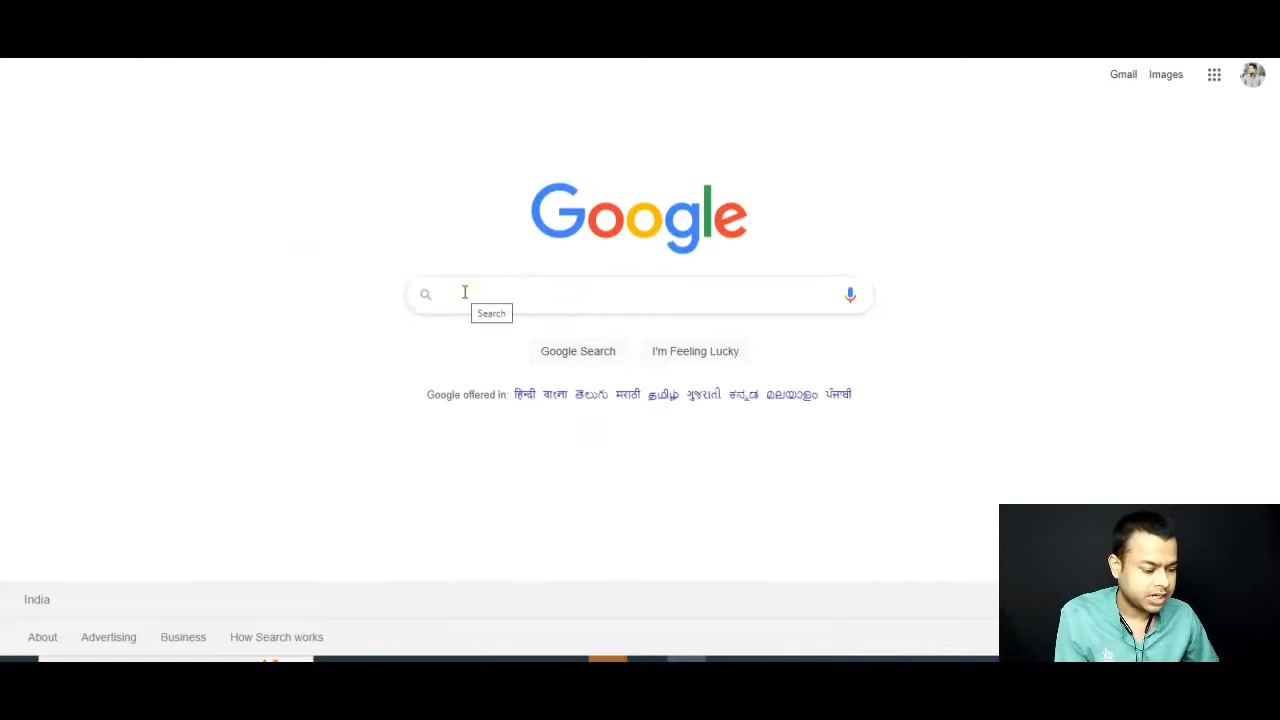 Gmail Images
Google
Search
Google Search I'm Feeling Lucky
Google offered in: हिन्दी বাংলা తెలుగు मराठी தமிழ் ગુજરાતી ಕನ್ನಡ മലയാളം ਪੰਜਾਬੀ
India
About Advertising Business How Search works